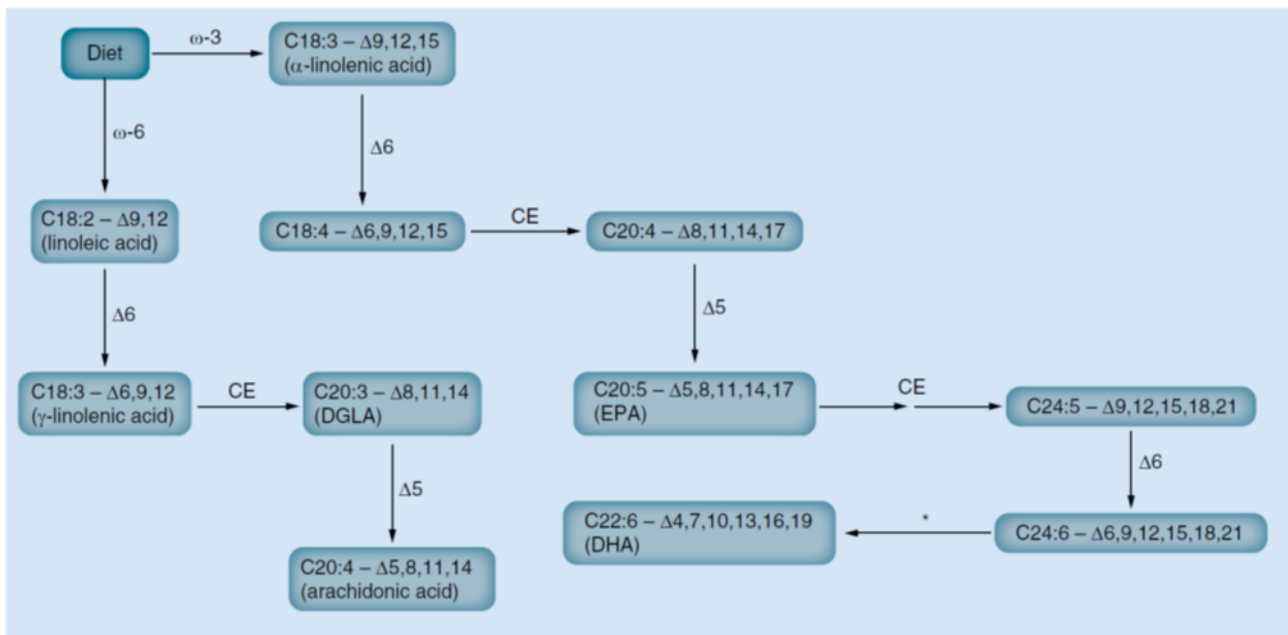 Diet
ω-3
C18:3 – Δ9,12,15
(α-linolenic acid)
ω-6
Δ6
C18:2 – Δ9,12
(linoleic acid)
C18:4 – Δ6,9,12,15
CE
C20:4 – Δ8,11,14,17
Δ6
Δ5
C18:3 – Δ6,9,12
(γ-linolenic acid)
CE
C20:3 – Δ8,11,14
(DGLA)
C20:5 – Δ5,8,11,14,17
(EPA)
CE
C24:5 – Δ9,12,15,18,21
Δ5
Δ6
C22:6 – Δ4,7,10,13,16,19
(DHA)
*
C24:6 – Δ6,9,12,15,18,21
C20:4 – Δ5,8,11,14
(arachidonic acid)